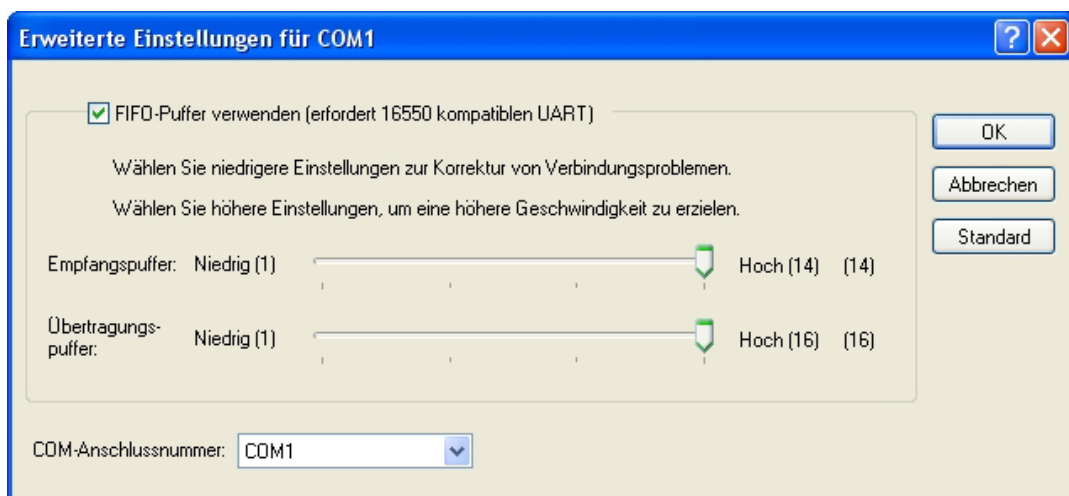 Erweiterte Einstellungen für COM1
FIFO-Puffer verwenden (erfordert 16550 kompatiblen UART)
OK
Wählen Sie niedrigere Einstellungen zur Korrektur von Verbindungsproblemen.
Abbrechen
Wählen Sie höhere Einstellungen, um eine höhere Geschwindigkeit zu erzielen.
Standard
Empfangspuffer: Niedrig (1) Hoch (14) (14)
Übertragungs-
puffer: Niedrig (1) Hoch (16) (16)
COM-Anschlussnummer: COM1